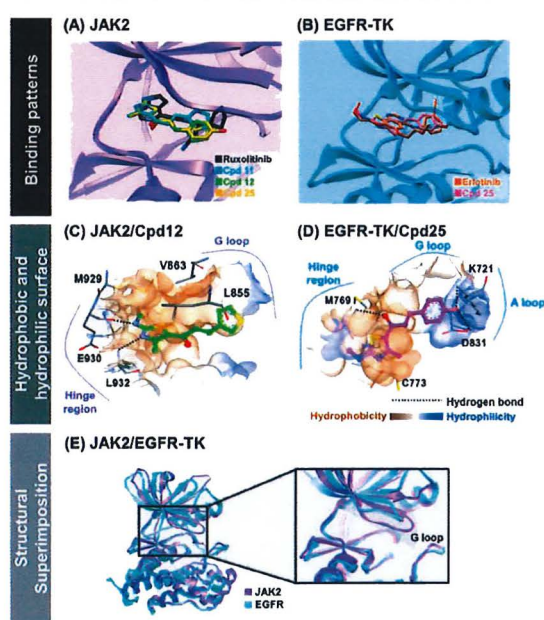 (A) JAK2
(B) EGFR-TK
Binding patterns
Ruxolitinib
Cpd 11
Cpd 12
Cpd 25
Erlotinib
Cpd 25
Hydrophobic and
hydrophilic surface
(C) JAK2/Cpd12
(D) EGFR-TK/Cpd25
G loop
V863
M929
L855
E930
L932
Hinge
region
G loop
Hinge
region
K721
M769
A loop
D831
C773
Hydrogen bond
Hydrophobicity
Hydrophilicity
Structural
Superimposition
(E) JAK2/EGFR-TK
G loop
JAK2
EGFR